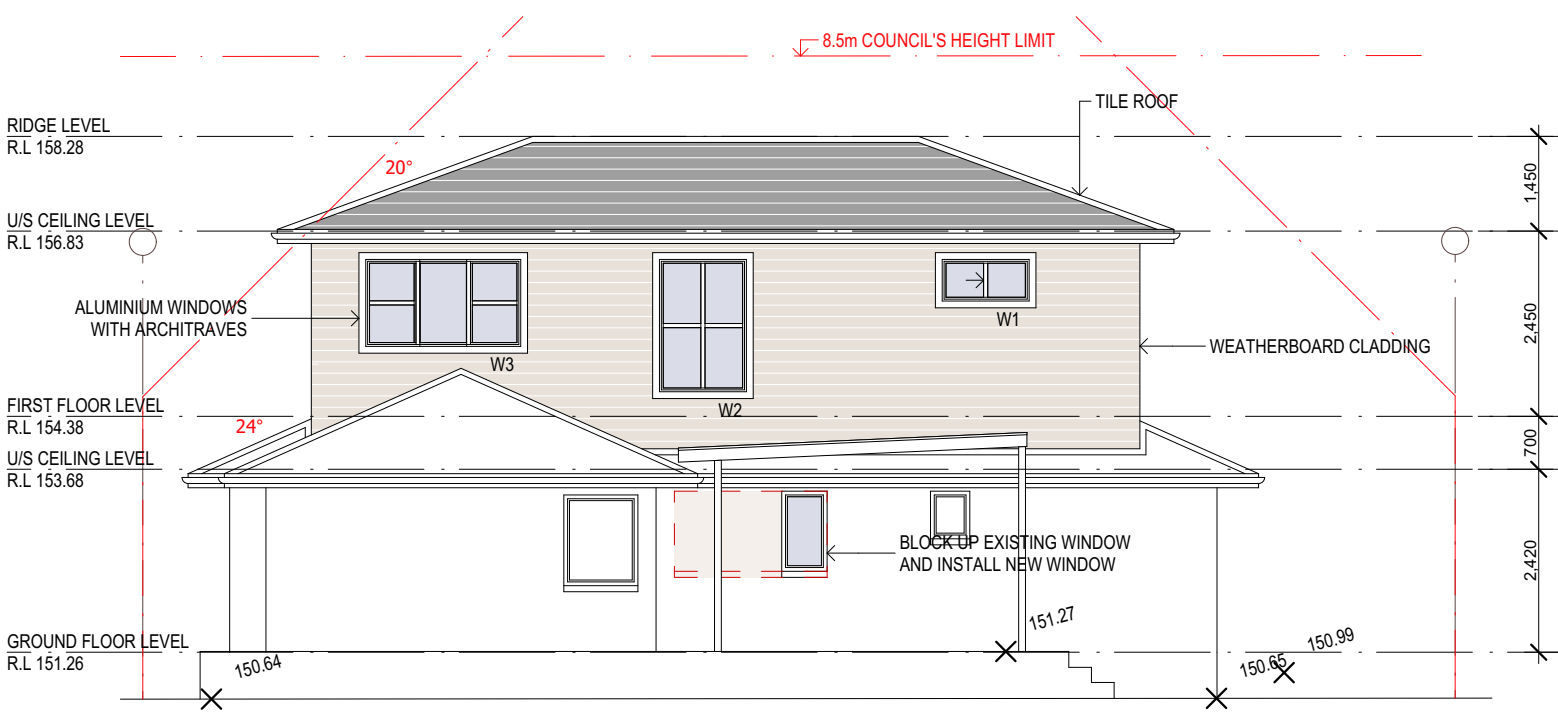 8.5m COUNCIL'S HEIGHT LIMIT
TILE ROOF
RIDGE LEVEL
R.L 158.28
20°
1,450
U/S CEILING LEVEL
R.L 156.83
ALUMINIUM WINDOWS
WITH ARCHITRAVES
W1
2,450
WEATHERBOARD CLADDING
W3
W2
FIRST FLOOR LEVEL
R.L 154.38
24°
700
U/S CEILING LEVEL
R.L 153.68
BLOCK UP EXISTING WINDOW
AND INSTALL NEW WINDOW
2,420
151.27
GROUND FLOOR LEVEL
R.L 151.26
150.64
150.65
150.99